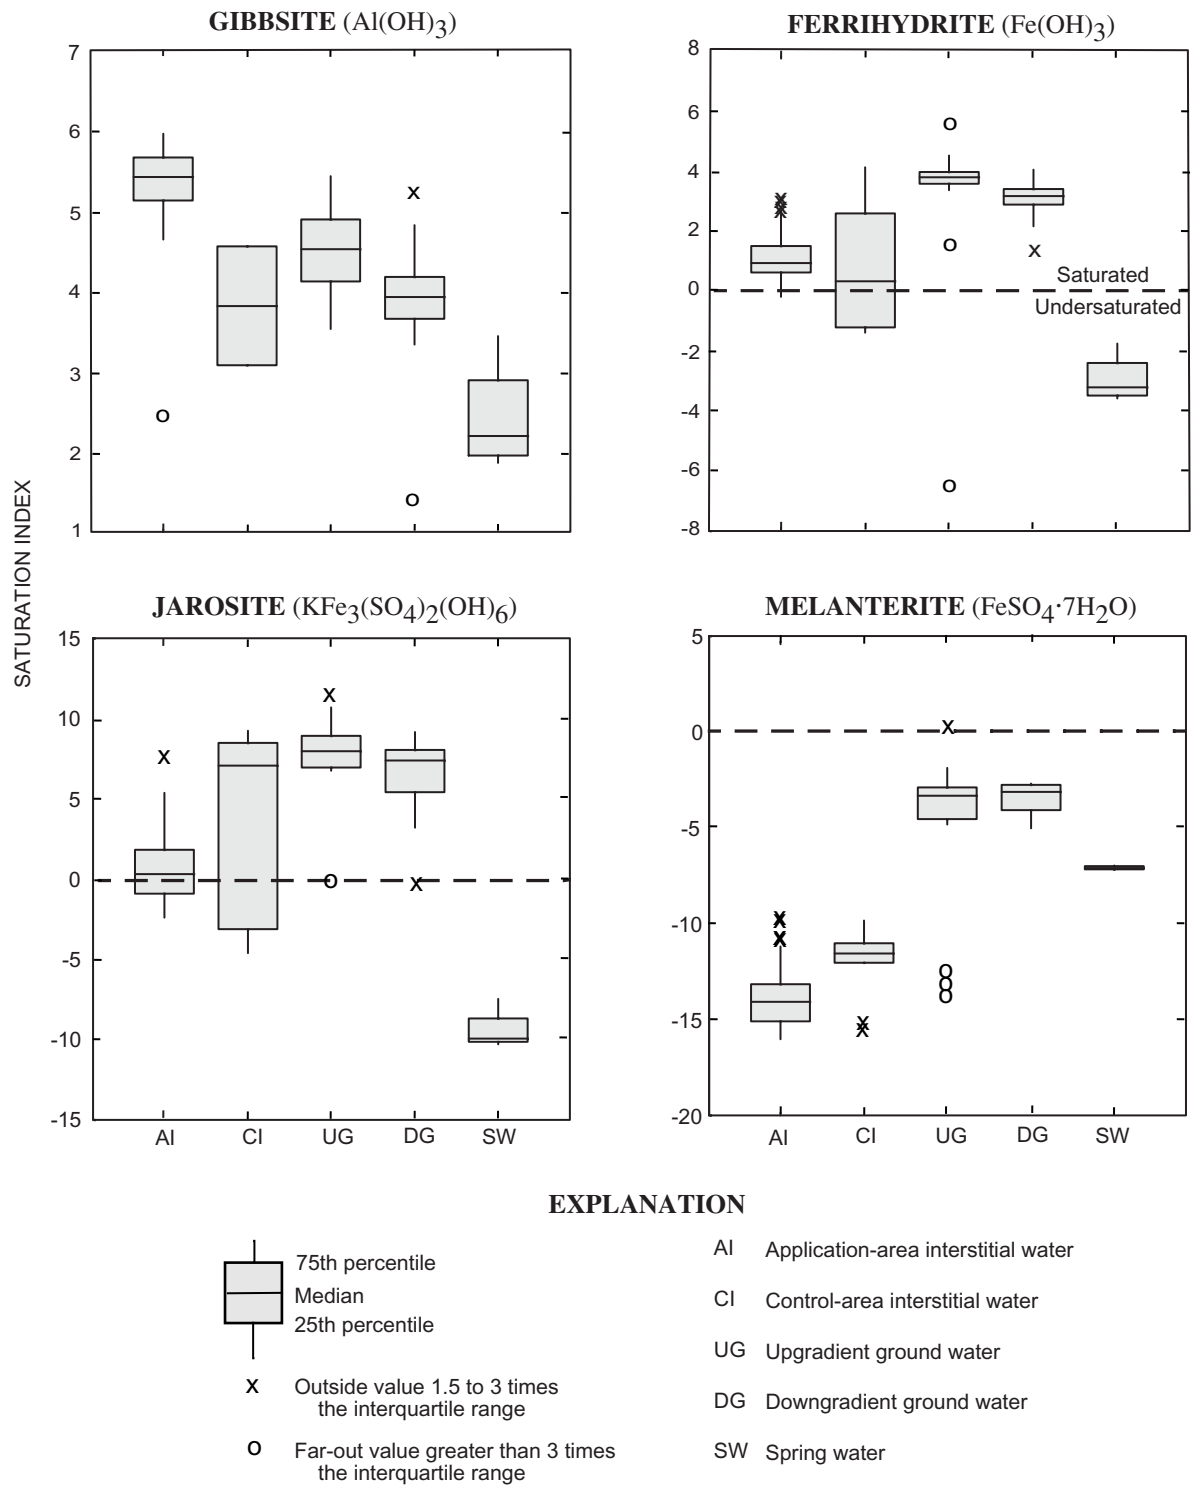 GIBBSITE (Al(OH)3)
7
6
5
4
3
2
1
FERRIHYDRITE (Fe(OH)3)
8
6
4
2
0
-2
-4
-6
-8
Saturated
Undersaturated
SATURATION INDEX
JAROSITE (KFe3(SO4)2(OH)6)
15
10
5
0
-5
-10
-15
AI CI UG DG SW
MELANTERITE (FeSO4·7H2O)
5
0
-5
-10
-15
-20
AI CI UG DG SW
EXPLANATION
75th percentile
Median
25th percentile
x Outside value 1.5 to 3 times
the interquartile range
o Far-out value greater than 3 times
the interquartile range
AI Application-area interstitial water
CI Control-area interstitial water
UG Upgradient ground water
DG Downgradient ground water
SW Spring water